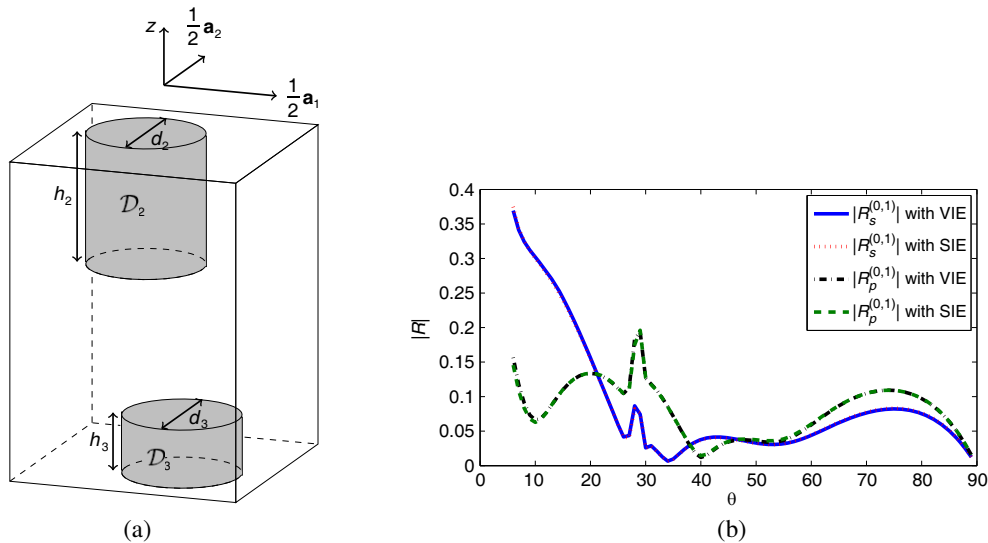 z
1/2 a₂
1/2 a₁
d₂
h₂
𝒟₂
d₃
h₃
𝒟₃
(a)
|R_s^(0,1)| with VIE
|R_s^(0,1)| with SIE
|R_p^(0,1)| with VIE
|R_p^(0,1)| with SIE
0.4
0.35
0.3
0.25
0.2
0.15
0.1
0.05
0
|R|
0 10 20 30 40 50 60 70 80 90
θ
(b)